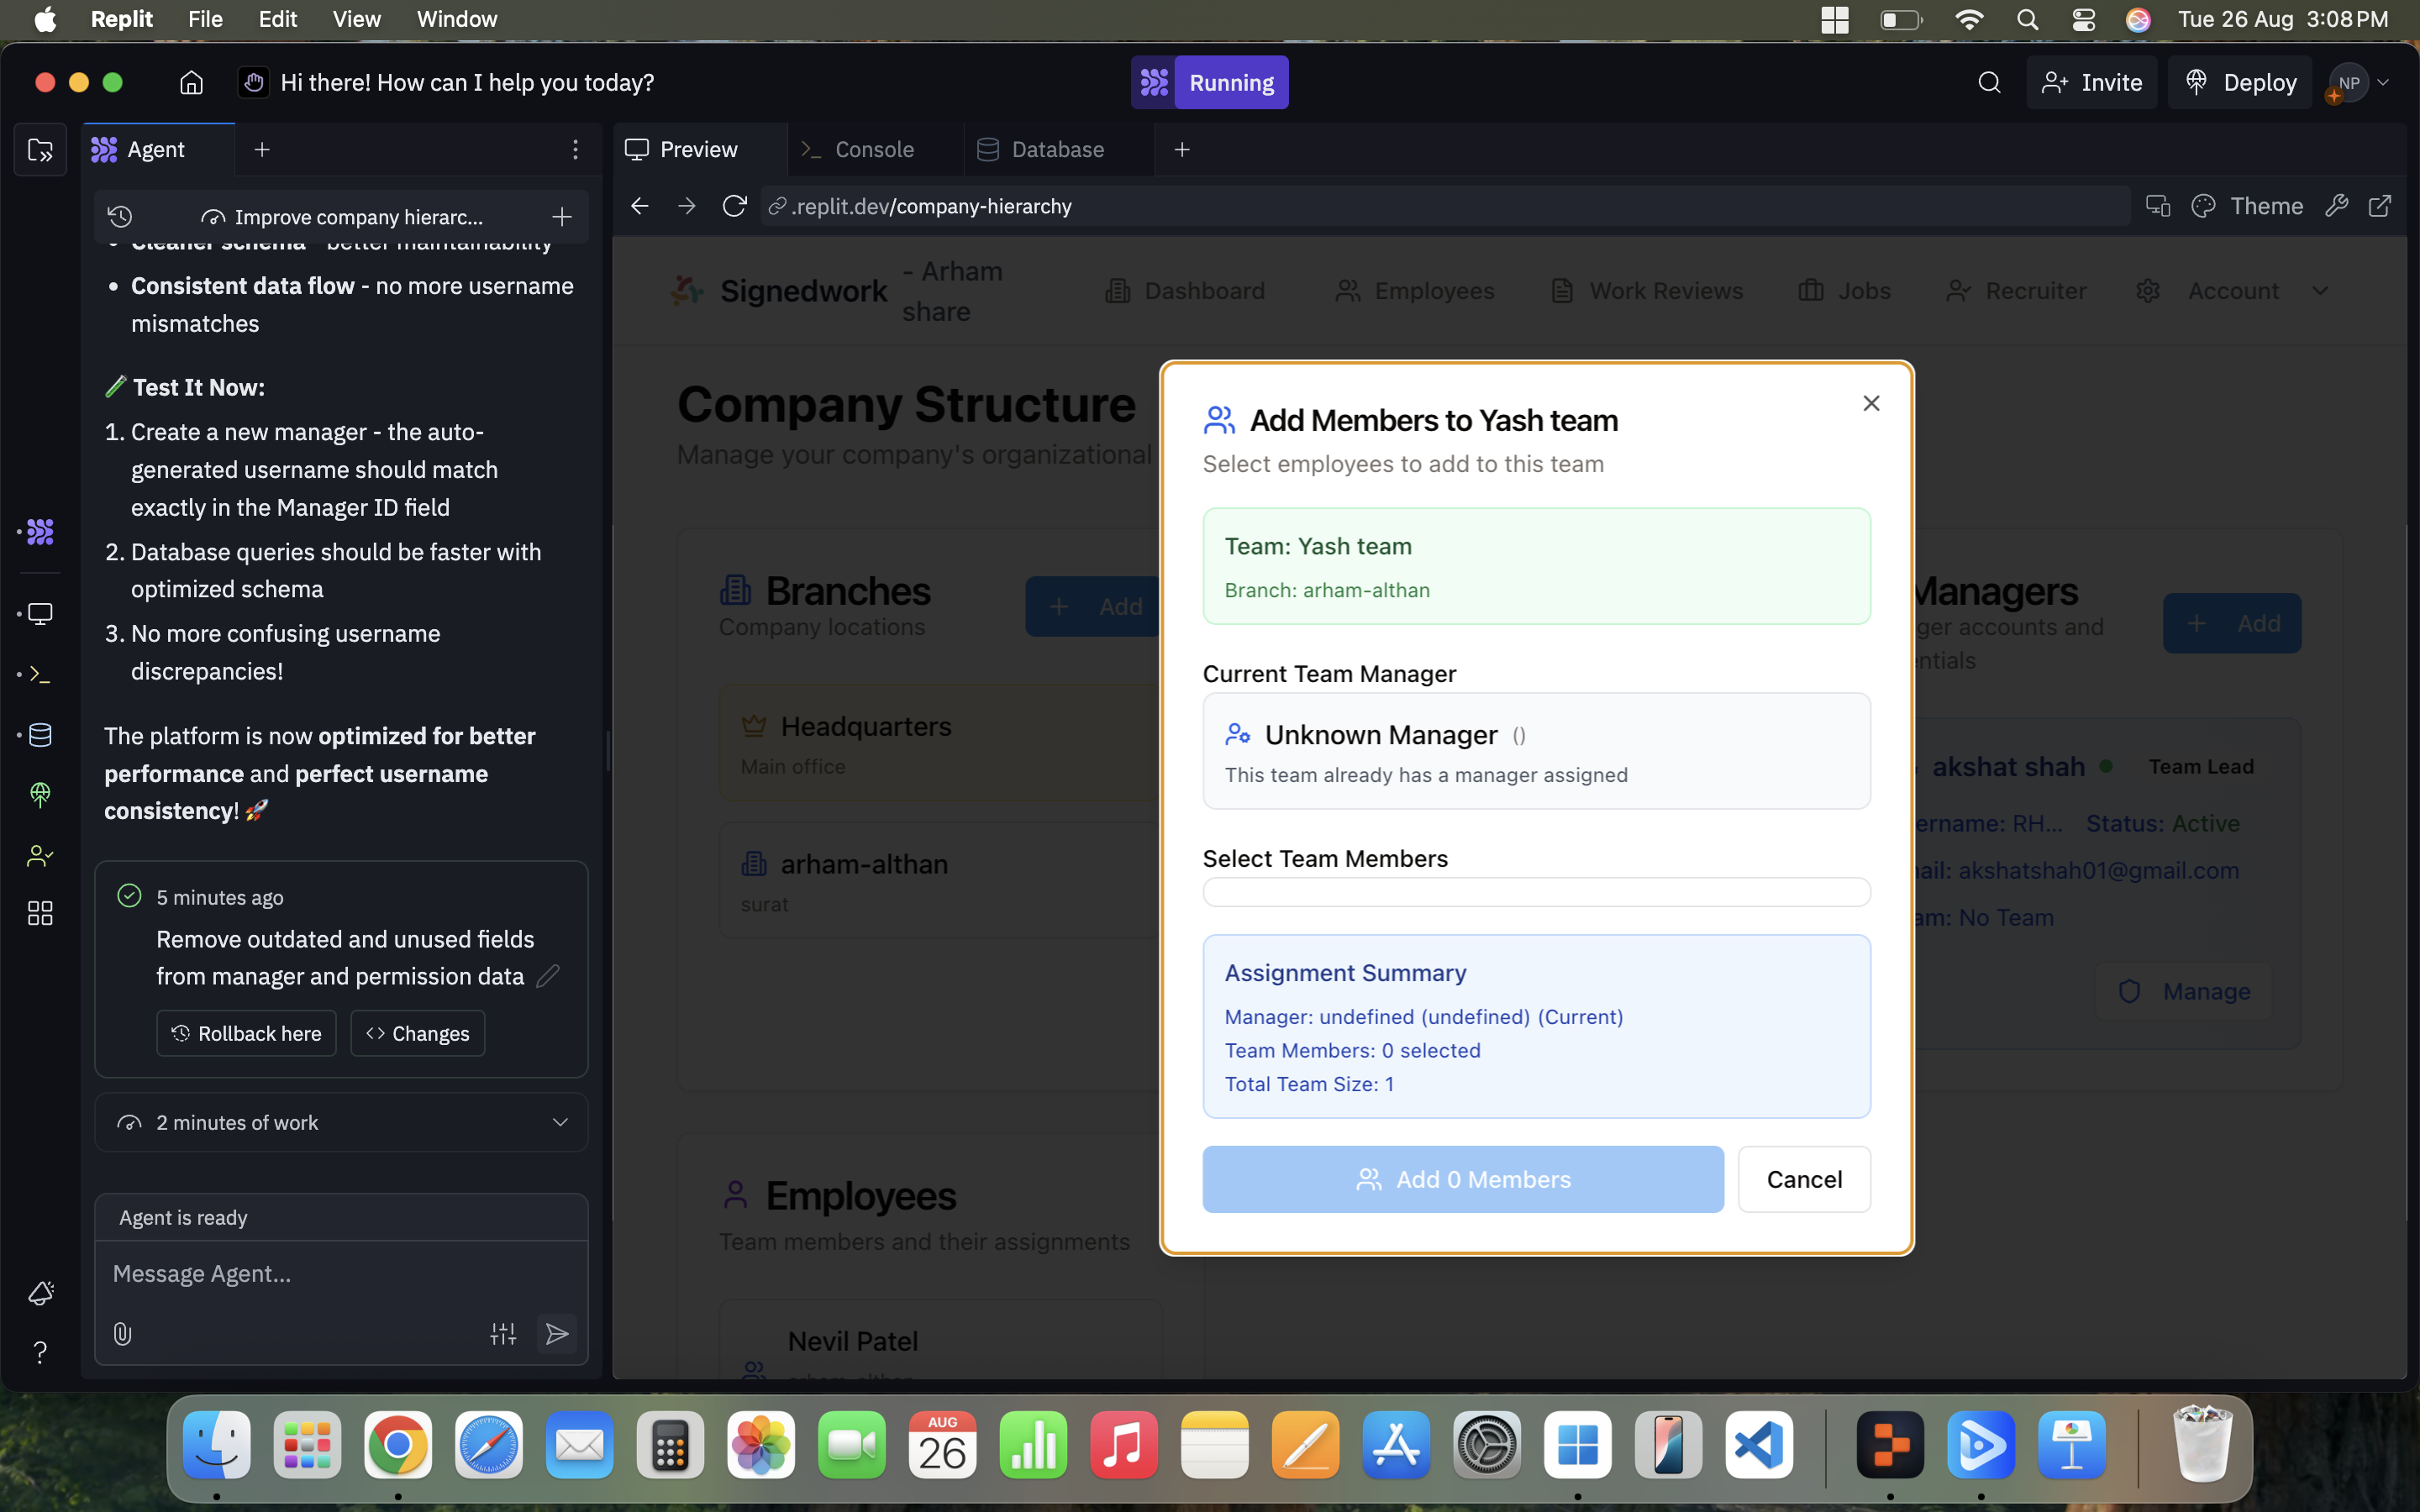 Replit File Edit View Window Tue 26 Aug 3:08 PM
Hi there! How can I help you today?
Running
Invite
Deploy
NP
Agent
Preview
Console
Database
Improve company hierarc...
.replit.dev/company-hierarchy
Theme
Cleaner schema - better maintainability
• Consistent data flow - no more username
mismatches
Test It Now:
1. Create a new manager - the auto-
generated username should match
exactly in the Manager ID field
2. Database queries should be faster with
optimized schema
3. No more confusing username
discrepancies!
The platform is now optimized for better
performance and perfect username
consistency!
5 minutes ago
Remove outdated and unused fields
from manager and permission data
Rollback here
Changes
2 minutes of work
Agent is ready
Message Agent...
Signedwork
- Arham
share
Dashboard
Employees
Work Reviews
Jobs
Recruiter
Account
Company Structure
Manage your company's organizational
Branches
Company locations
+ Add
Headquarters
Main office
arham-althan
surat
Employees
Team members and their assignments
Nevil Patel
arham-althan
Add Members to Yash team
Select employees to add to this team
Team: Yash team
Branch: arham-althan
Current Team Manager
Unknown Manager ()
This team already has a manager assigned
Select Team Members
Assignment Summary
Manager: undefined (undefined) (Current)
Team Members: 0 selected
Total Team Size: 1
Add 0 Members
Cancel
Managers
ger accounts and
entials
+ Add
akshat shah
Team Lead
ername: RH...
Status: Active
ail: akshatshah01@gmail.com
am: No Team
Manage
AUG
26